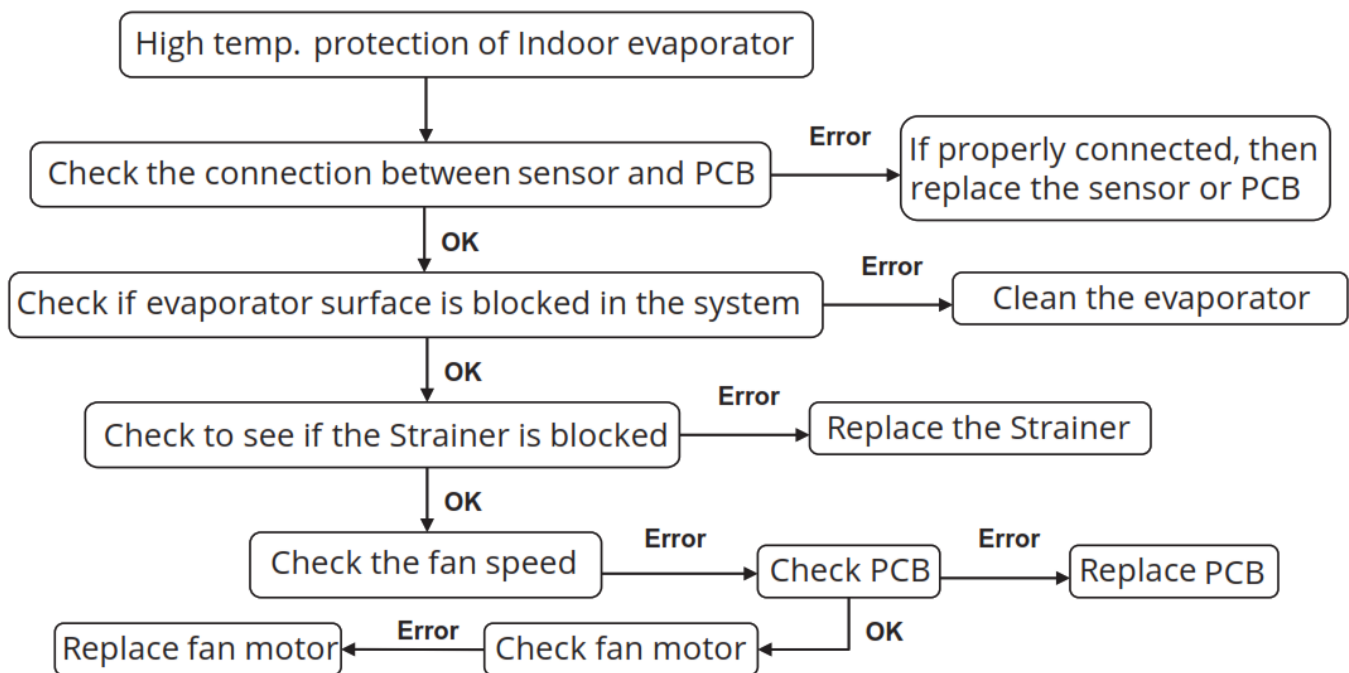 High temp. protection of Indoor evaporator
Error
Check the connection between sensor and PCB
If properly connected, then
replace the sensor or PCB
OK
Error
Check if evaporator surface is blocked in the system
Clean the evaporator
OK
Error
Check to see if the Strainer is blocked
Replace the Strainer
OK
Check the fan speed
Error
Check PCB
Error
Replace PCB
OK
Check fan motor
Error
Replace fan motor